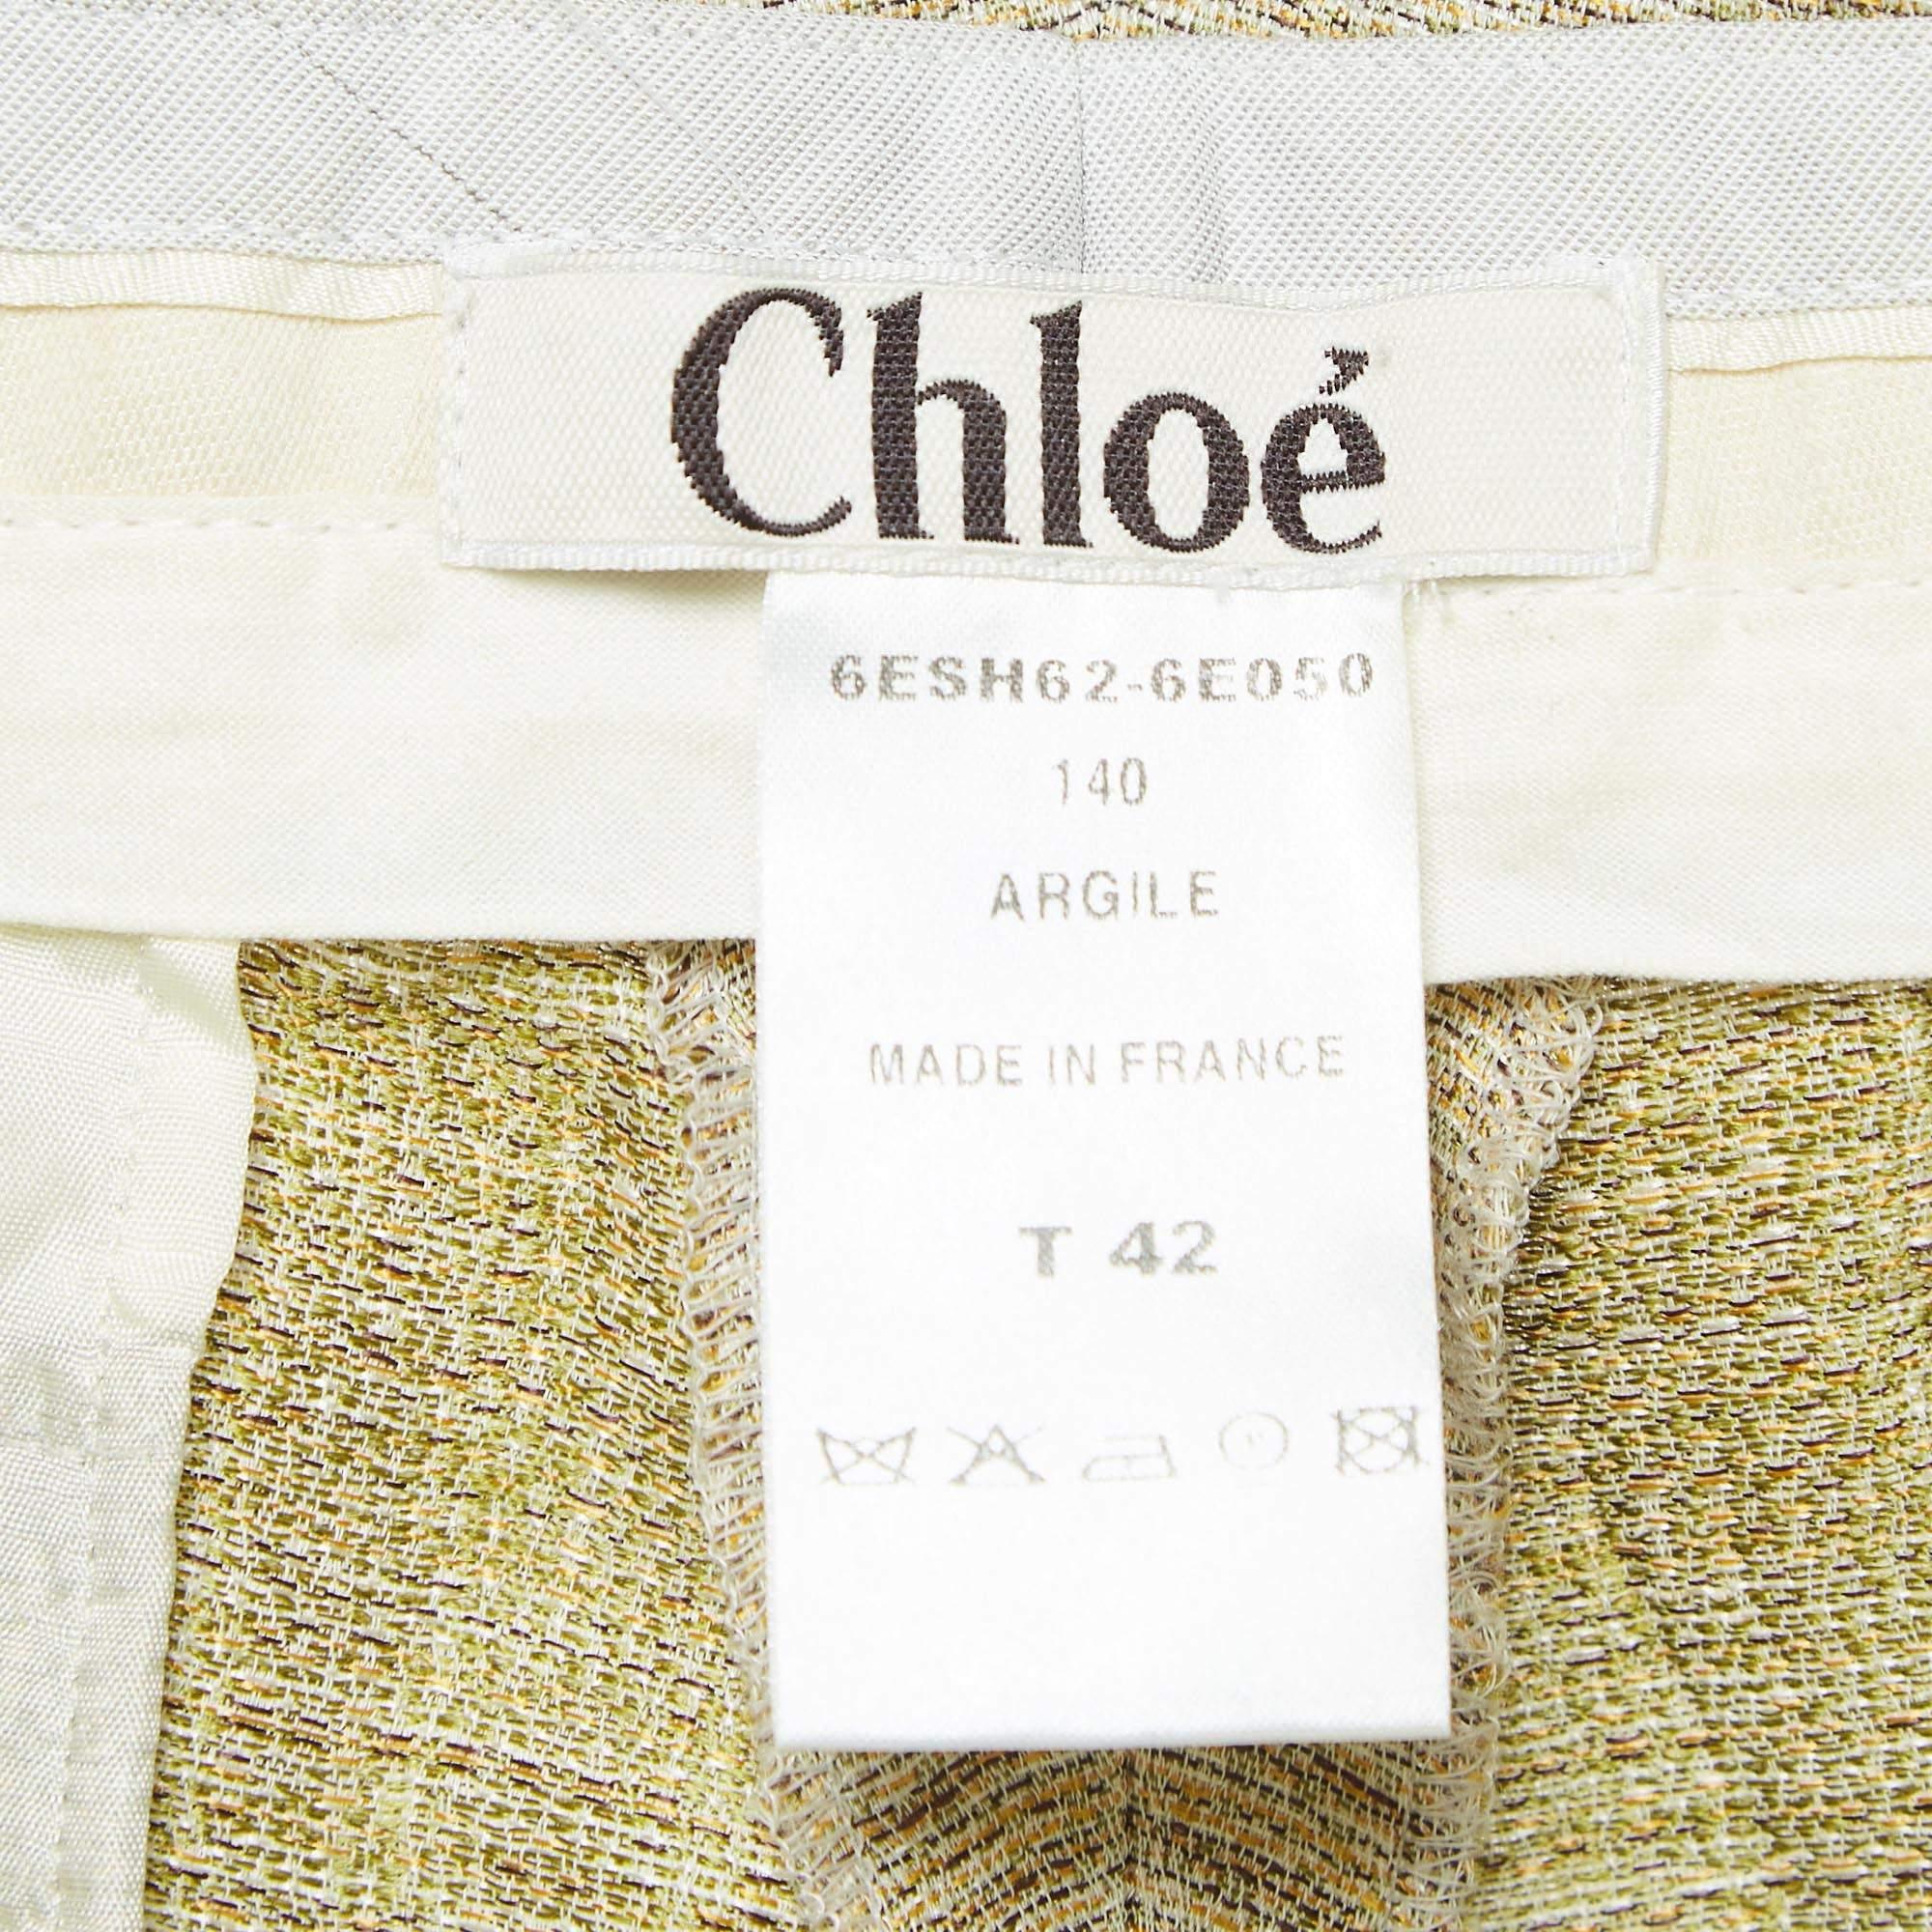 Chloé
6ESH62-6E050
140
ARGILE
MADE IN FRANCE
T 42